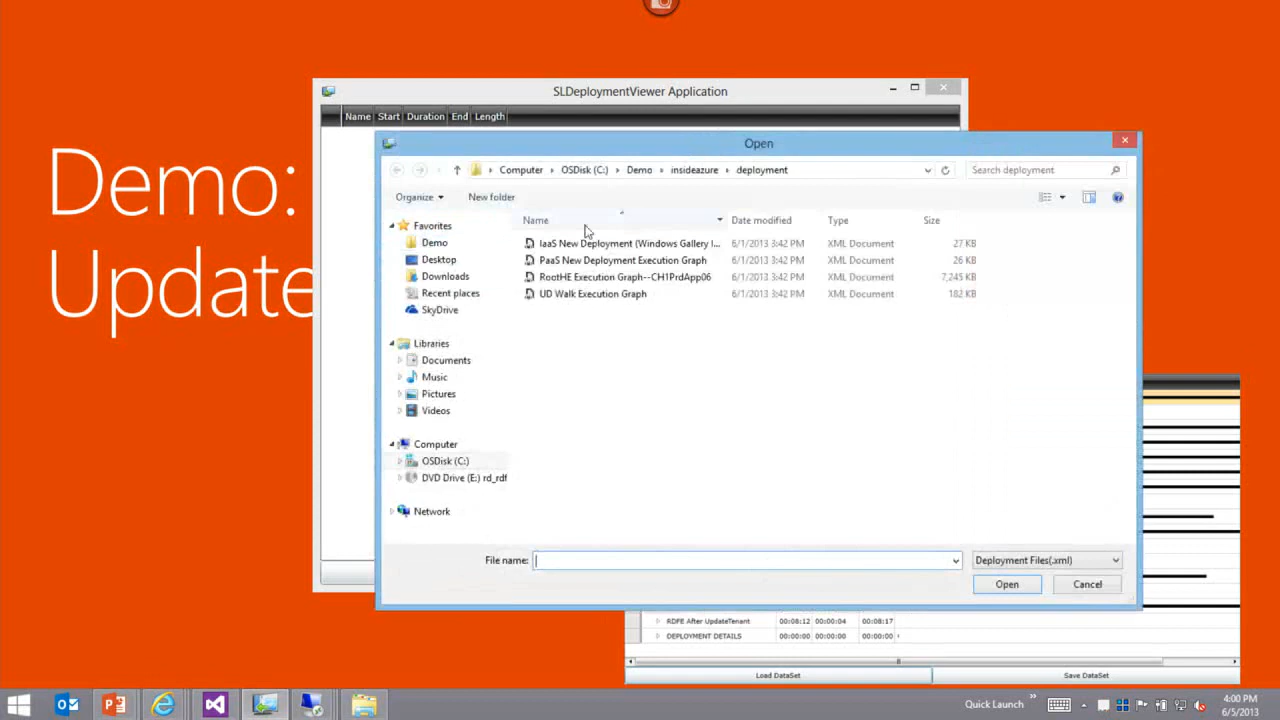 Demo:
Update
SLDeploymentViewer Application
Name Start Duration End Length
Open
Computer OSDisk (C:) Demo insideazure deployment
Search deployment
Organize
New folder
Name Date modified Type Size
Favorites
Demo
Desktop
Downloads
Recent places
SkyDrive
Libraries
Documents
Music
Pictures
Videos
Computer
OSDisk (C:)
DVD Drive (E:) rd_rdf
Network
IaaS New Deployment (Windows Gallery I... 6/1/2013 3:42 PM XML Document 27 KB
PaaS New Deployment Execution Graph 6/1/2013 3:42 PM XML Document 26 KB
RootHE Execution Graph--CH1PrdApp06 6/1/2013 3:42 PM XML Document 7,245 KB
UD Walk Execution Graph 6/1/2013 3:42 PM XML Document 182 KB
File name:
Deployment Files(.xml)
Open Cancel
RDFE After UpdateTenant 00:08:12 00:00:04 00:08:17
DEPLOYMENT DETAILS 00:00:00 00:00:00 00:00:00
Load DataSet Save DataSet
Quick Launch
4:00 PM
6/5/2013